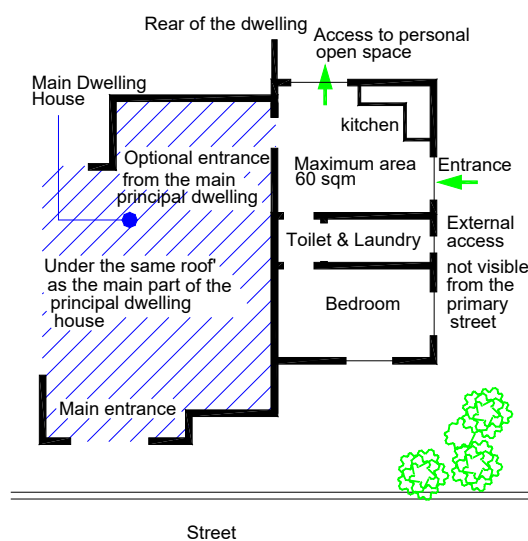 Rear of the dwelling
Access to personal
open space
Main Dwelling
House
kitchen
Optional entrance
from the main
principal dwelling
Maximum area
60 sqm
Entrance
Toilet & Laundry
External
access
not visible
from the
primary
street
Under the same roof'
as the main part of the
principal dwelling
house
Bedroom
Main entrance
Street